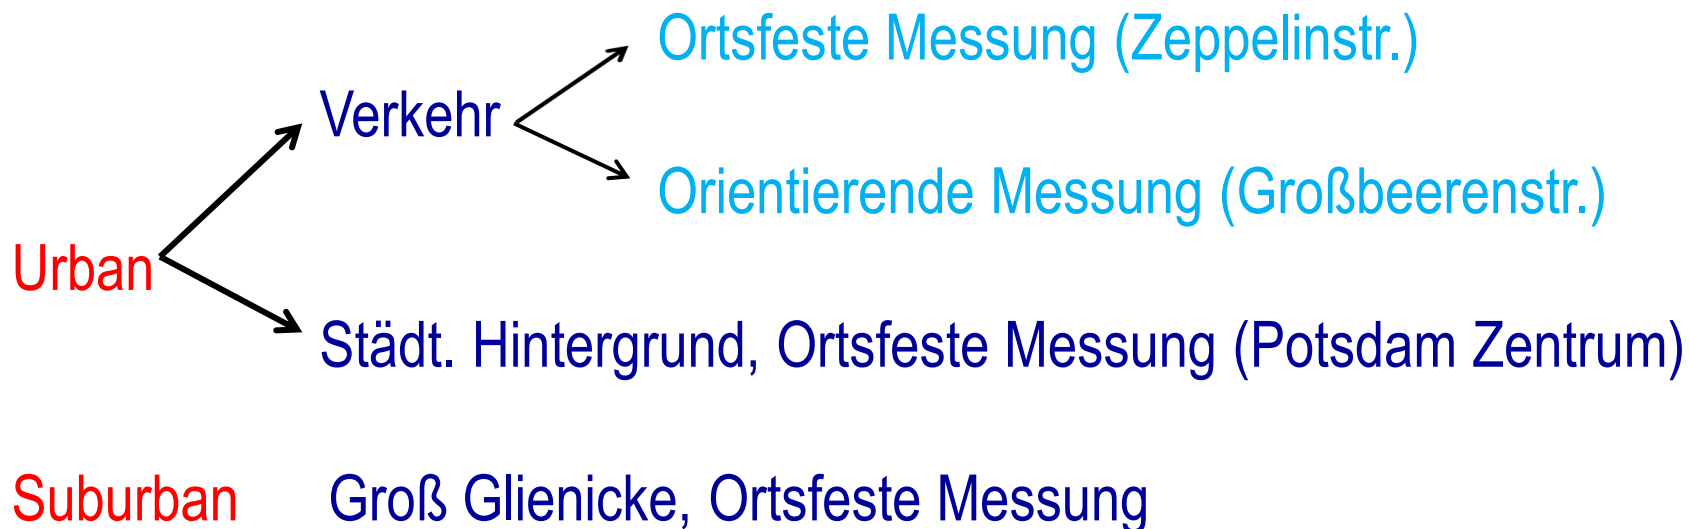 Ortsfeste Messung (Zeppelinstr.)
Verkehr
Orientierende Messung (Großbeerenstr.)
Urban
Städt. Hintergrund, Ortsfeste Messung (Potsdam Zentrum)
Suburban Groß Glienicke, Ortsfeste Messung